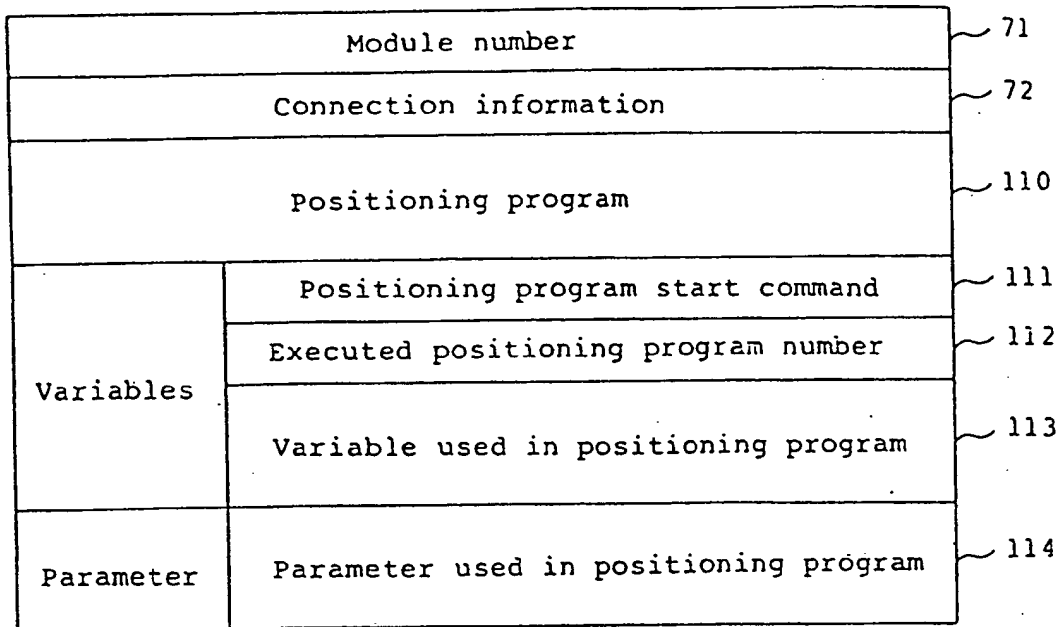 Module number 71
Connection information 72
Positioning program 110
Variables
Positioning program start command 111
Executed positioning program number 112
Variable used in positioning program 113
Parameter
Parameter used in positioning program 114